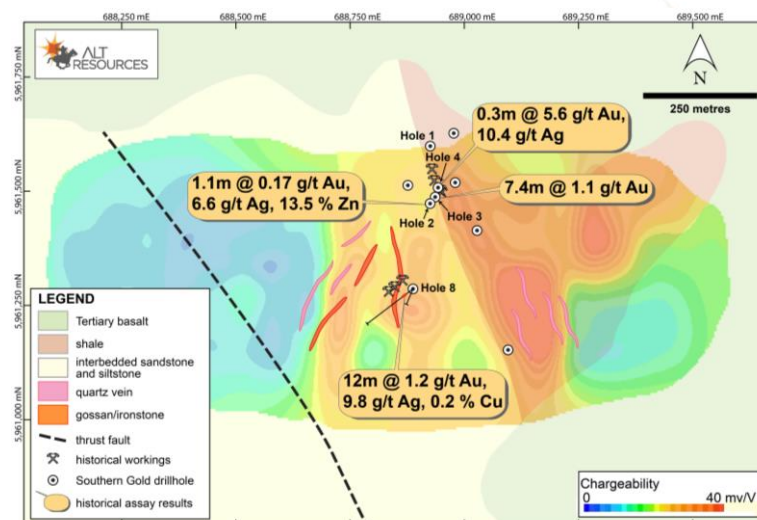 688,250 mE
688,500 mE
688,750 mE
689,000 mE
689,250 mE
689,500 mE
5,961,750 mN
5,961,500 mN
5,961,250 mN
5,961,000 mN
ALT
RESOURCES
N
250 metres
0.3m @ 5.6 g/t Au,
10.4 g/t Ag
Hole 1
Hole 4
1.1m @ 0.17 g/t Au,
6.6 g/t Ag, 13.5 % Zn
7.4m @ 1.1 g/t Au
Hole 2
Hole 3
Hole 8
12m @ 1.2 g/t Au,
9.8 g/t Ag, 0.2 % Cu
LEGEND
Tertiary basalt
shale
interbedded sandstone
and siltstone
quartz vein
gossan/ironstone
thrust fault
historical workings
Southern Gold drillhole
historical assay results
Chargeability
0
40 mv/V